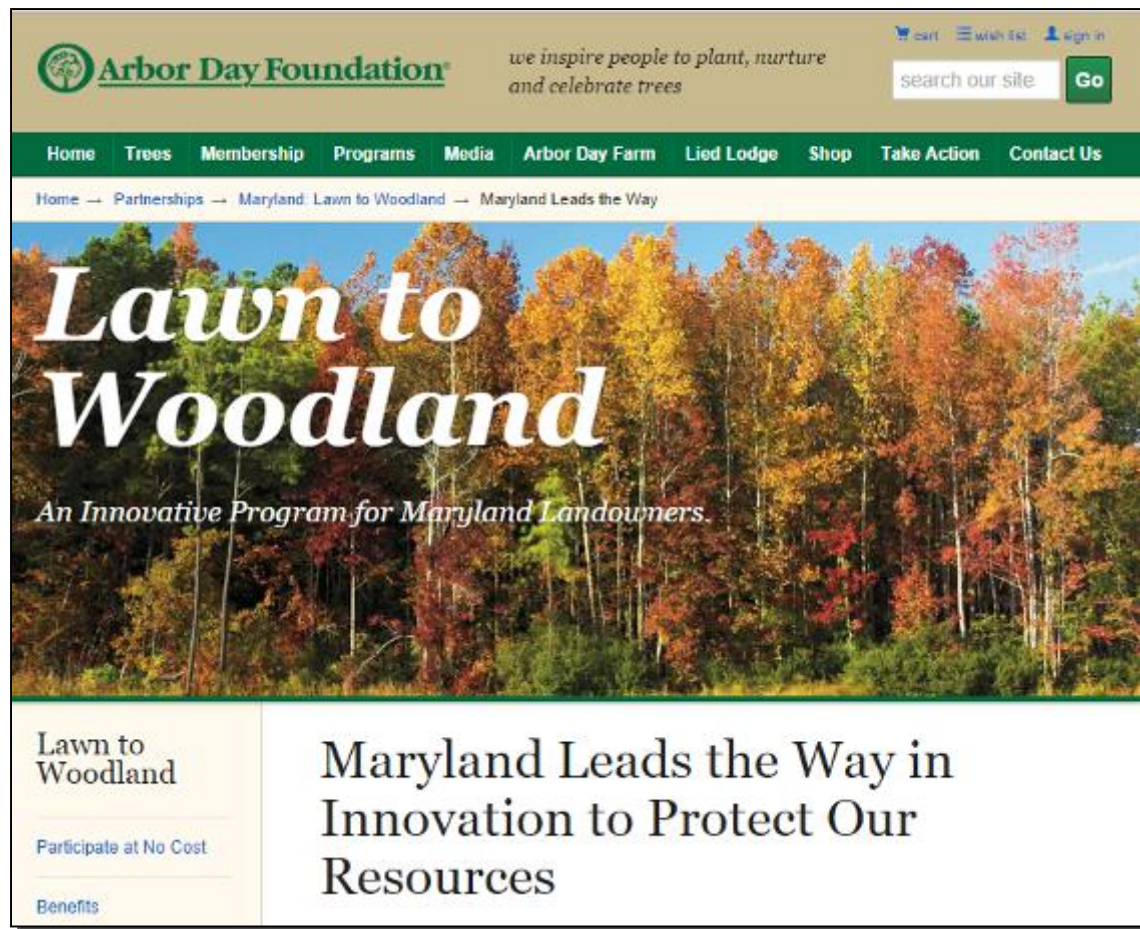 cart wish list sign in
Arbor Day Foundation®
we inspire people to plant, nurture
and celebrate trees
search our site Go
Home Trees Membership Programs Media Arbor Day Farm Lied Lodge Shop Take Action Contact Us
Home → Partnerships → Maryland: Lawn to Woodland → Maryland Leads the Way
Lawn to
Woodland
An Innovative Program for Maryland Landowners.
Lawn to
Woodland
Participate at No Cost
Benefits
Maryland Leads the Way in
Innovation to Protect Our
Resources